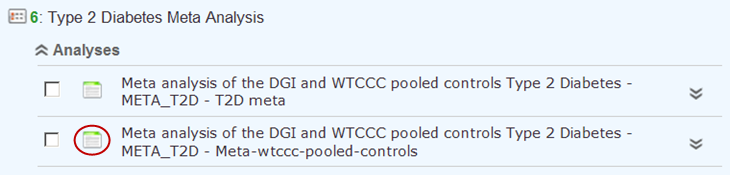 6: Type 2 Diabetes Meta Analysis
Analyses
Meta analysis of the DGI and WTCCC pooled controls Type 2 Diabetes -
META_T2D - T2D meta
Meta analysis of the DGI and WTCCC pooled controls Type 2 Diabetes -
META_T2D - Meta-wtccc-pooled-controls